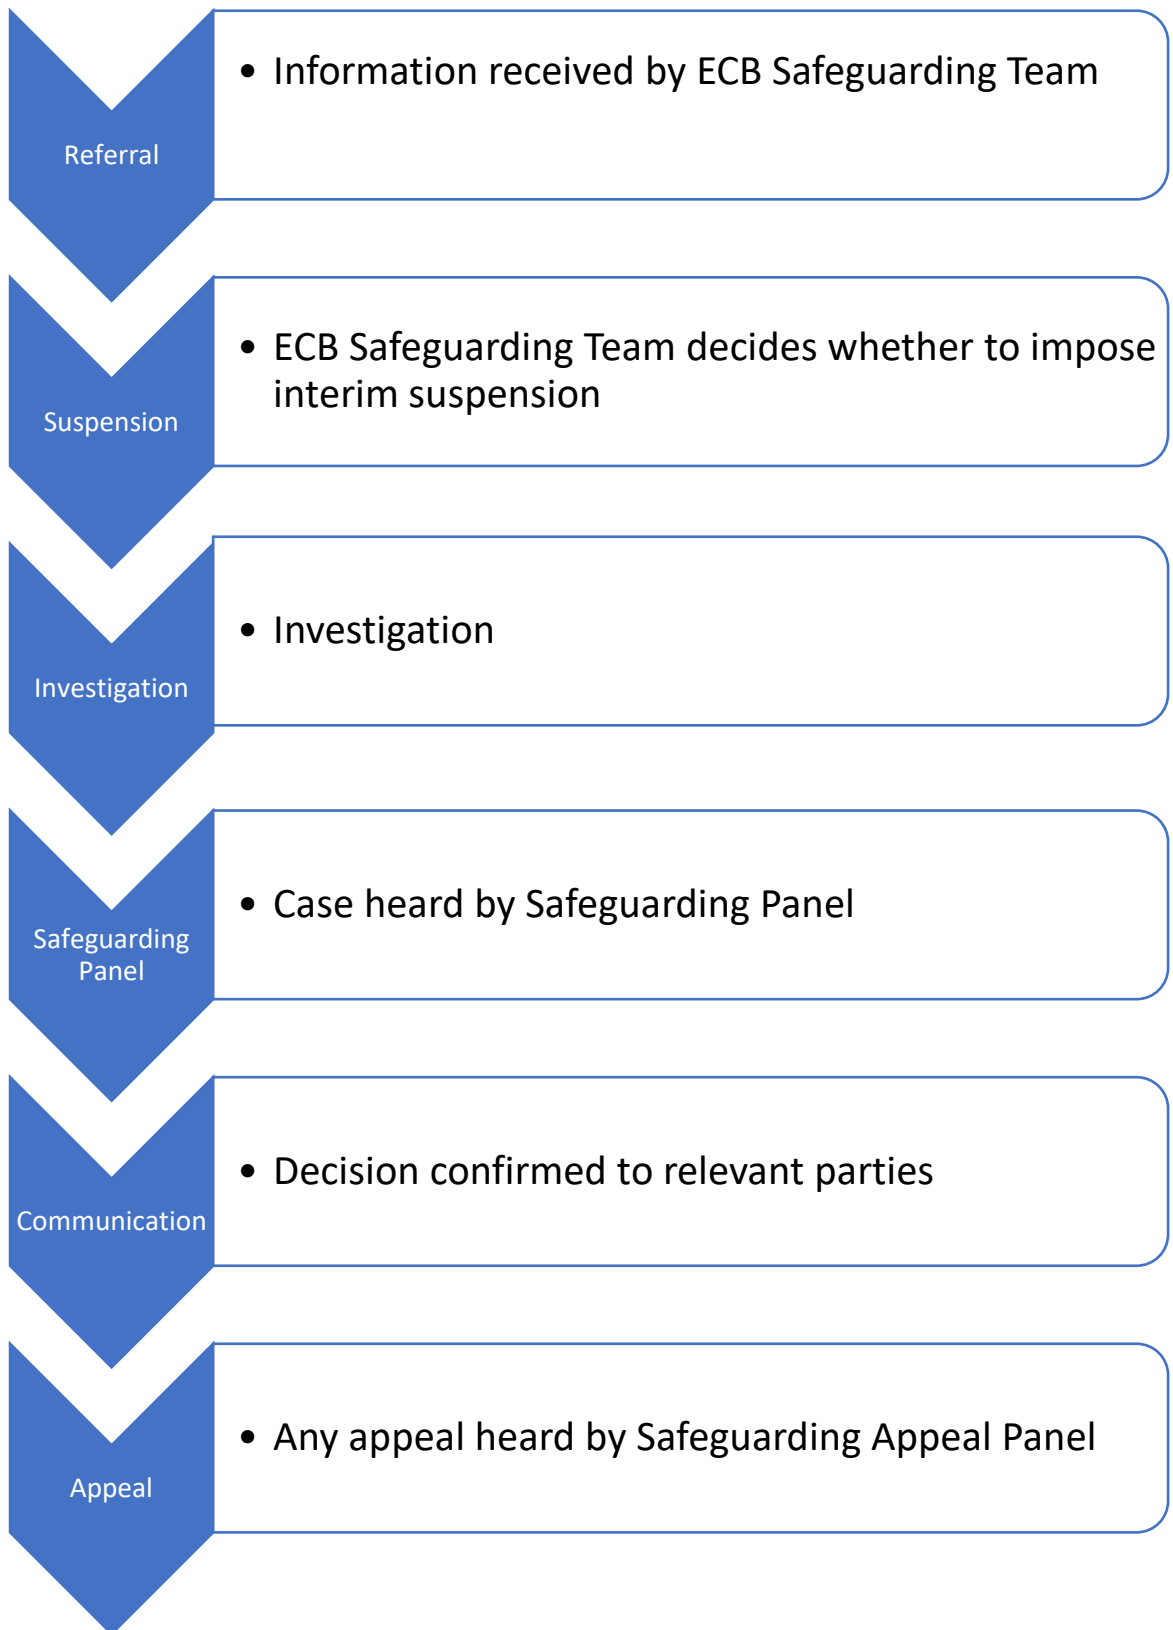 Referral
• Information received by ECB Safeguarding Team
Suspension
• ECB Safeguarding Team decides whether to impose
interim suspension
Investigation
• Investigation
Safeguarding
Panel
• Case heard by Safeguarding Panel
Communication
• Decision confirmed to relevant parties
Appeal
• Any appeal heard by Safeguarding Appeal Panel